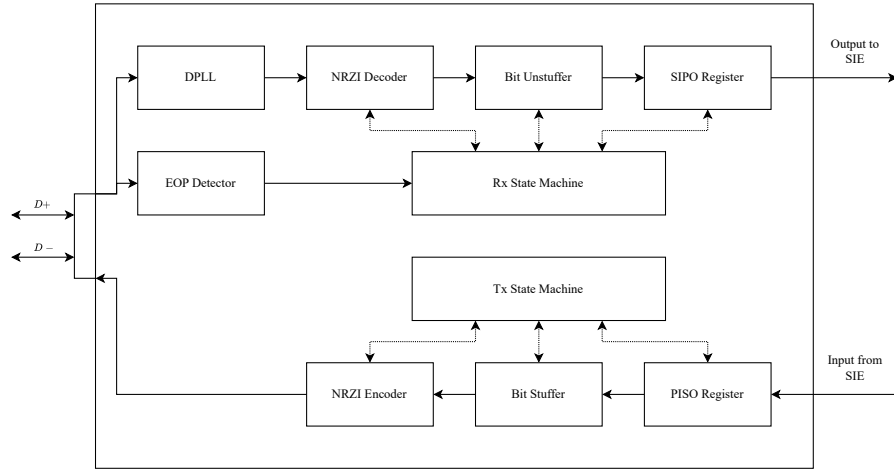 DPLL
NRZI Decoder
Bit Unstuffer
SIPO Register
Output to
SIE
EOP Detector
Rx State Machine
D+
D−
Tx State Machine
NRZI Encoder
Bit Stuffer
PISO Register
Input from
SIE